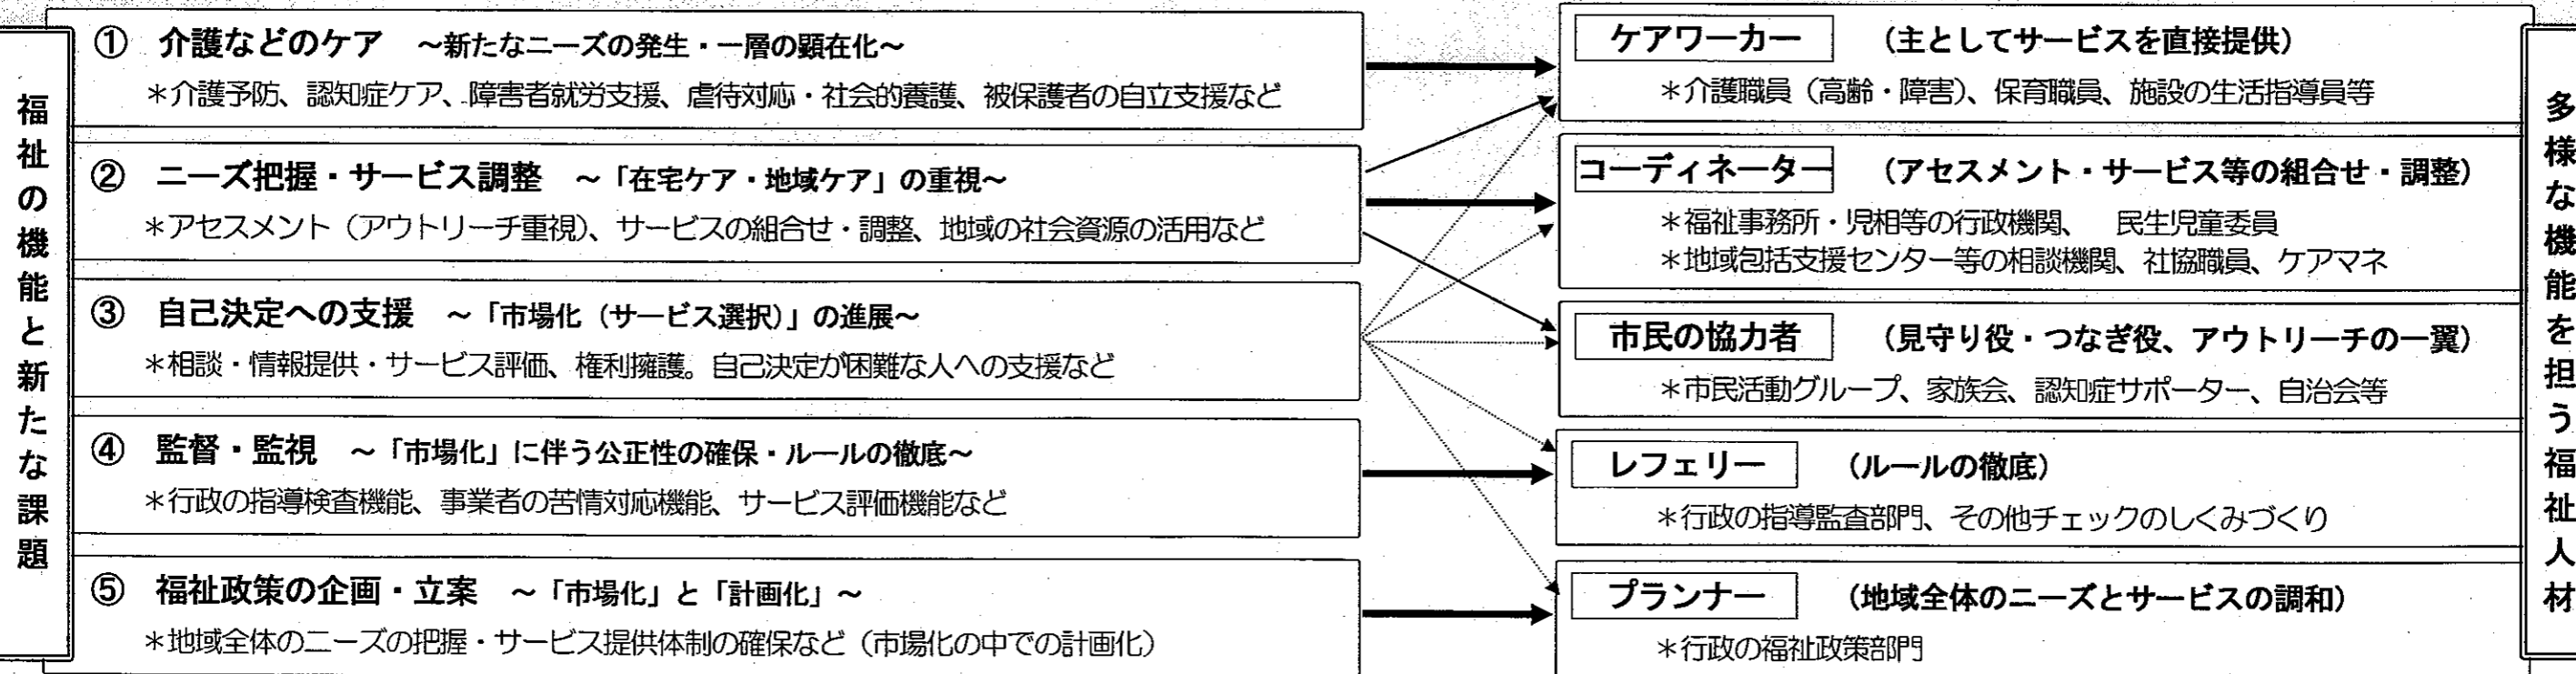 福祉の機能と新たな課題
① 介護などのケア ～新たなニーズの発生・一層の顕在化～
＊介護予防、認知症ケア、障害者就労支援、虐待対応・社会的養護、被保護者の自立支援など
② ニーズ把握・サービス調整 ～「在宅ケア・地域ケア」の重視～
＊アセスメント（アウトリーチ重視）、サービスの組合せ・調整、地域の社会資源の活用など
③ 自己決定への支援 ～「市場化（サービス選択）」の進展～
＊相談・情報提供・サービス評価、権利擁護。自己決定が困難な人への支援など
④ 監督・監視 ～「市場化」に伴う公正性の確保・ルールの徹底～
＊行政の指導検査機能、事業者の苦情対応機能、サービス評価機能など
⑤ 福祉政策の企画・立案 ～「市場化」と「計画化」～
＊地域全体のニーズの把握・サービス提供体制の確保など（市場化の中での計画化）
ケアワーカー （主としてサービスを直接提供）
＊介護職員（高齢・障害）、保育職員、施設の生活指導員等
コーディネーター （アセスメント・サービス等の組合せ・調整）
＊福祉事務所・児相等の行政機関、 民生児童委員
＊地域包括支援センター等の相談機関、社協職員、ケアマネ
市民の協力者 （見守り役・つなぎ役、アウトリーチの一翼）
＊市民活動グループ、家族会、認知症サポーター、自治会等
レフェリー （ルールの徹底）
＊行政の指導監査部門、その他チェックのしくみづくり
プランナー （地域全体のニーズとサービスの調和）
＊行政の福祉政策部門
多様な機能を担う福祉人材